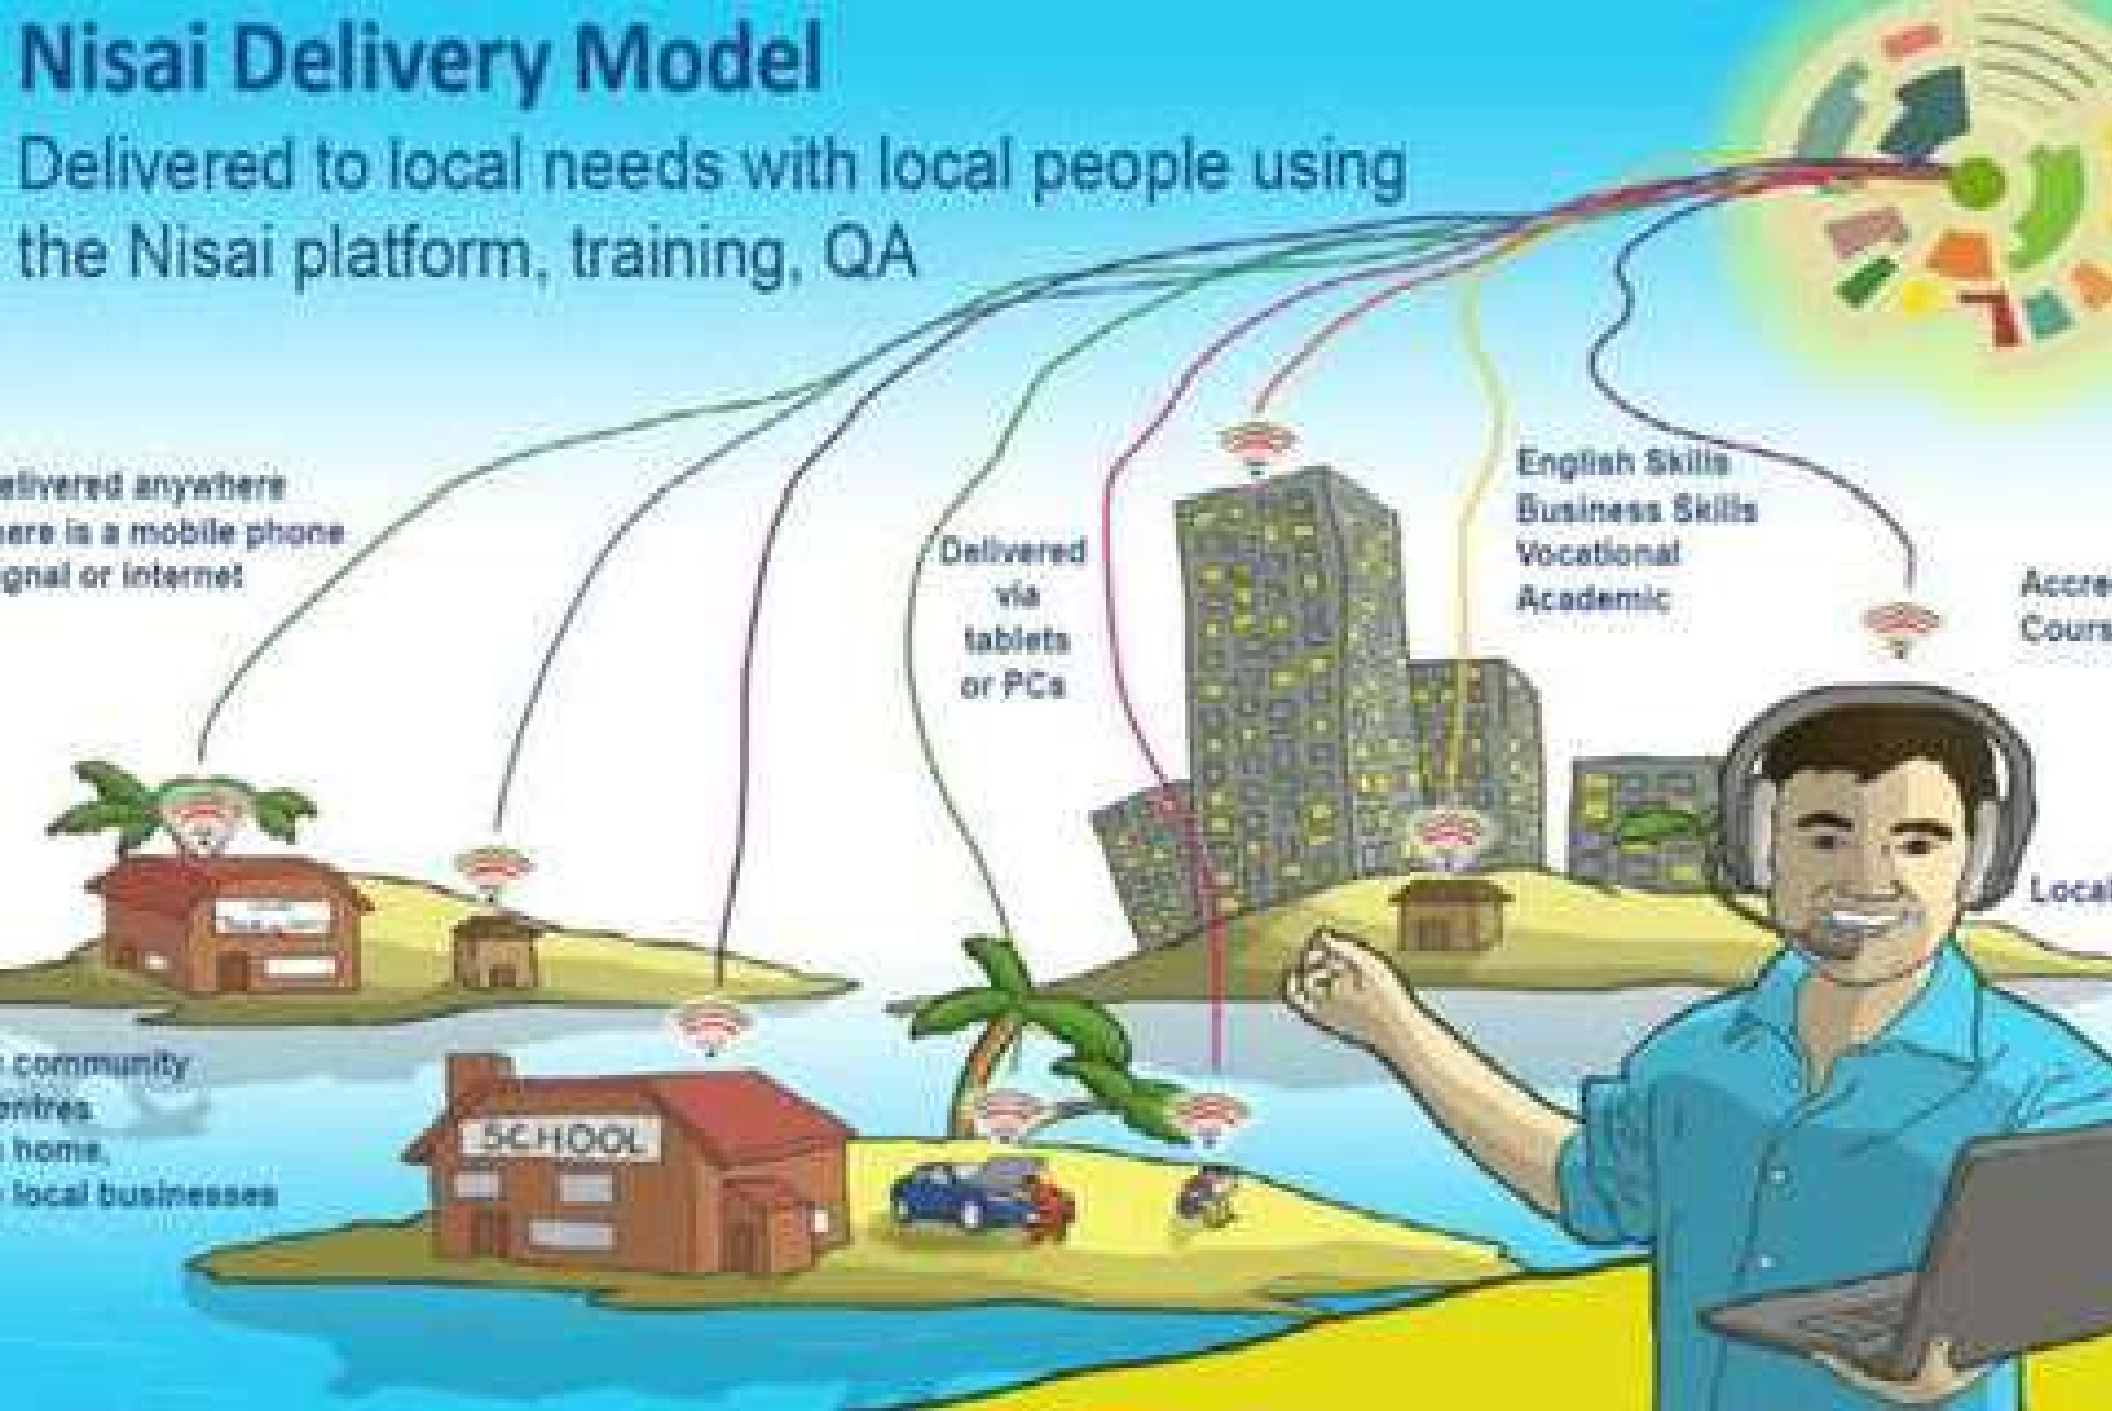 Nisai Delivery Model
Delivered to local needs with local people using
the Nisai platform, training, QA
elivered anywhere
ere is a mobile phone
gnal or internet
Delivered
via
tablets
or PCs
English Skills
Business Skills
Vocational
Academic
Accre
Cours
Local
community
entres
home,
local businesses
SCHOOL